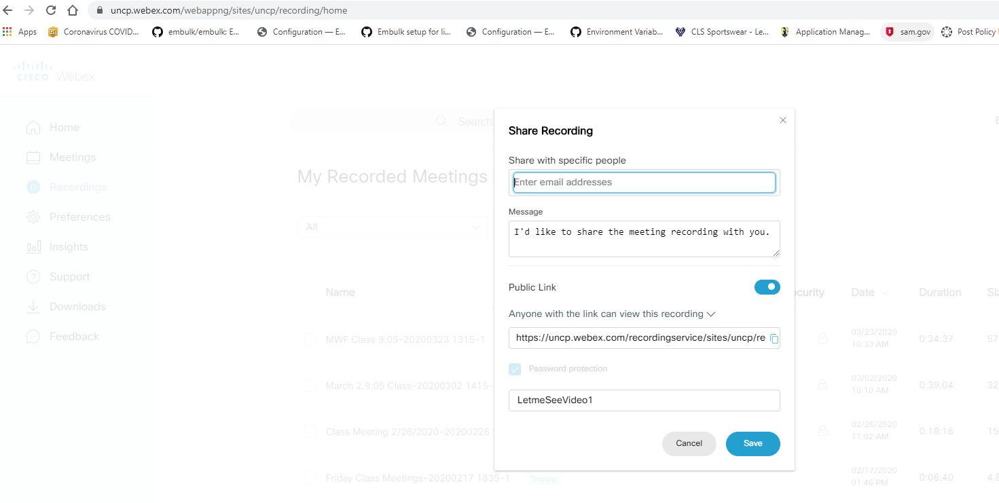 uncp.webex.com/webappng/sites/uncp/recording/home
Apps Coronavirus COVID... embulk/embulk: E... Configuration — E... Embulk setup for li... Configuration — E... Environment Variab... CLS Sportswear - Le... Application Manag... sam.gov Post Policy
CISCO Webex
Home
Meetings
Recordings
Preferences
Insights
Support
Downloads
Feedback
Search
My Recorded Meetings
All
Share Recording
Share with specific people
Enter email addresses
Message
I'd like to share the meeting recording with you.
Public Link
Anyone with the link can view this recording
https://uncp.webex.com/recordingservice/sites/uncp/re
Password protection
LetmeSeeVideo1
Cancel Save
Name ecurity Date Duration Si
MWF Class 9:05-20200323 1315-1 03/23/2020 0:34:37 57
10:33 AM
March 2 9:05 Class-20200302 1415- 03/02/2020 0:39:04 32
10:10 AM
Class Meeting 2/26/2020-20200226 02/26/2020 0:18:16 15
11:02 AM
Friday Class Meetings-20200217 1835-1 Training 02/17/2020 0:06:40 4.8
01:46 PM